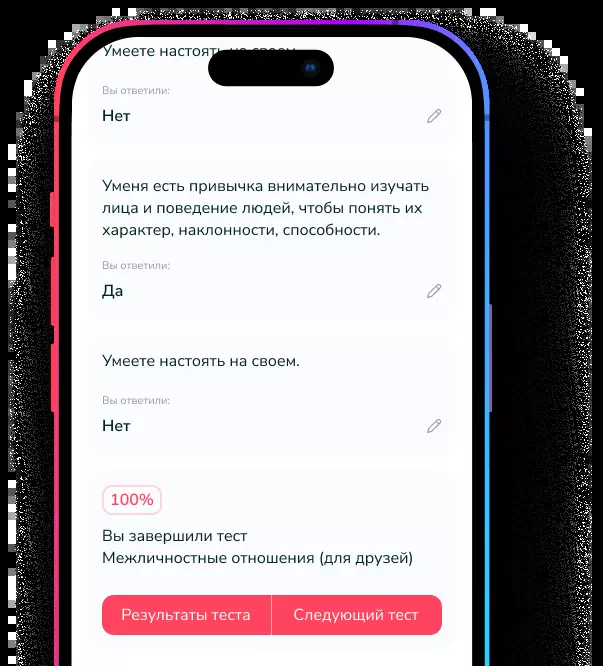 Умеете настоять на своем.
Вы ответили:
Нет
Уменя есть привычка внимательно изучать
лица и поведение людей, чтобы понять их
характер, наклонности, способности.
Вы ответили:
Да
Умеете настоять на своем.
Вы ответили:
Нет
100%
Вы завершили тест
Межличностные отношения (для друзей)
Результаты теста
Следующий тест